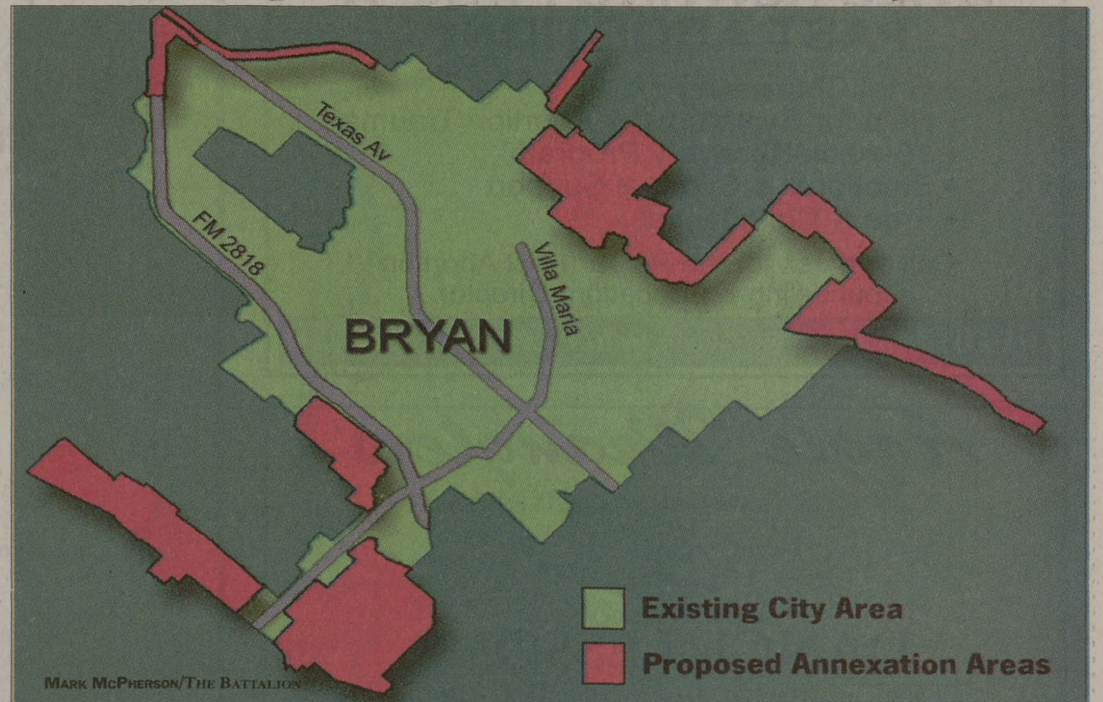 Texas Av
FM 2818
Villa Maria
BRYAN
Existing City Area
Proposed Annexation Areas
MARK MCPHERSON/THE BATTALION